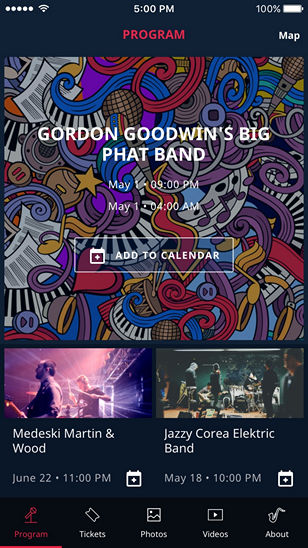 5:00 PM
100%
PROGRAM
Map
GORDON GOODWIN'S BIG
PHAT BAND
May 1 • 09:00 PM
May 1 • 04:00 AM
ADD TO CALENDAR
Medeski Martin &
Wood
June 22 • 11:00 PM
Jazzy Corea Elektric
Band
May 18 • 10:00 PM
Program
Tickets
Photos
Videos
About